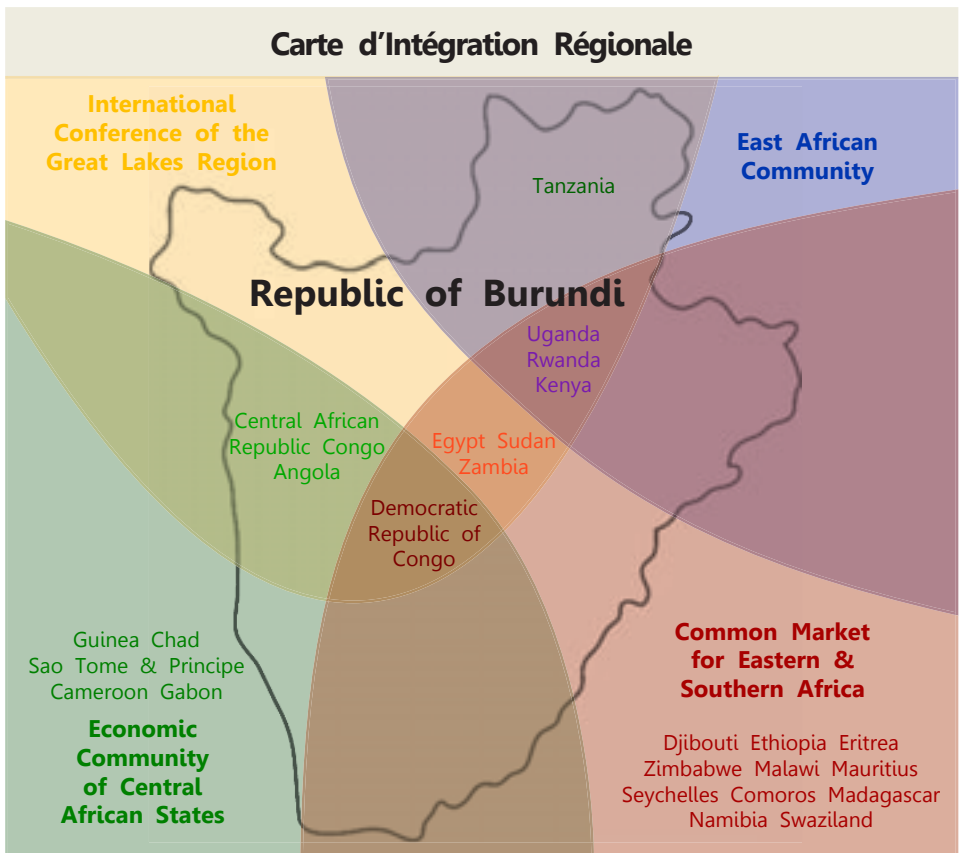 Carte d'Intégration Régionale
International
Conference of the
Great Lakes Region
East African
Community
Tanzania
Republic of Burundi
Uganda
Rwanda
Kenya
Central African
Republic Congo
Angola
Egypt Sudan
Zambia
Democratic
Republic of
Congo
Guinea Chad
Sao Tome & Principe
Cameroon Gabon
Economic
Community
of Central
African States
Common Market
for Eastern &
Southern Africa
Djibouti Ethiopia Eritrea
Zimbabwe Malawi Mauritius
Seychelles Comoros Madagascar
Namibia Swaziland